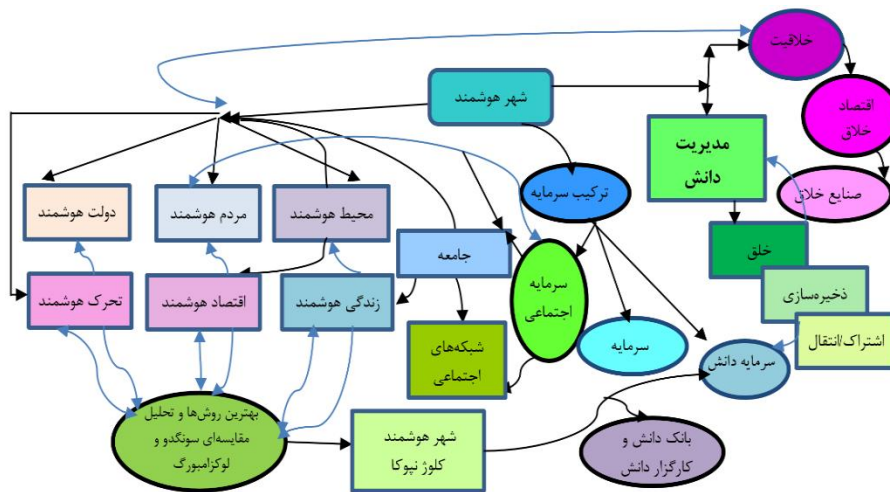 خلاقیت
شهر هوشمند
اقتصاد
خلاق
مدیریت
دانش
ترکیب سرمایه
صنایع خلاق
دولت هوشمند
مردم هوشمند
محیط هوشمند
جامعه
خلق
سرمایه
اجتماعی
ذخیره‌سازی
تحرک هوشمند
اقتصاد هوشمند
زندگی هوشمند
اشتراک/انتقال
شبکه‌های
اجتماعی
سرمایه
سرمایه دانش
بهترین روش‌ها و تحلیل
مقایسه‌ای سونگدو و
لوکزامبورگ
شهر هوشمند
کلوژ نپوکا
بانک دانش و
کارگزار دانش